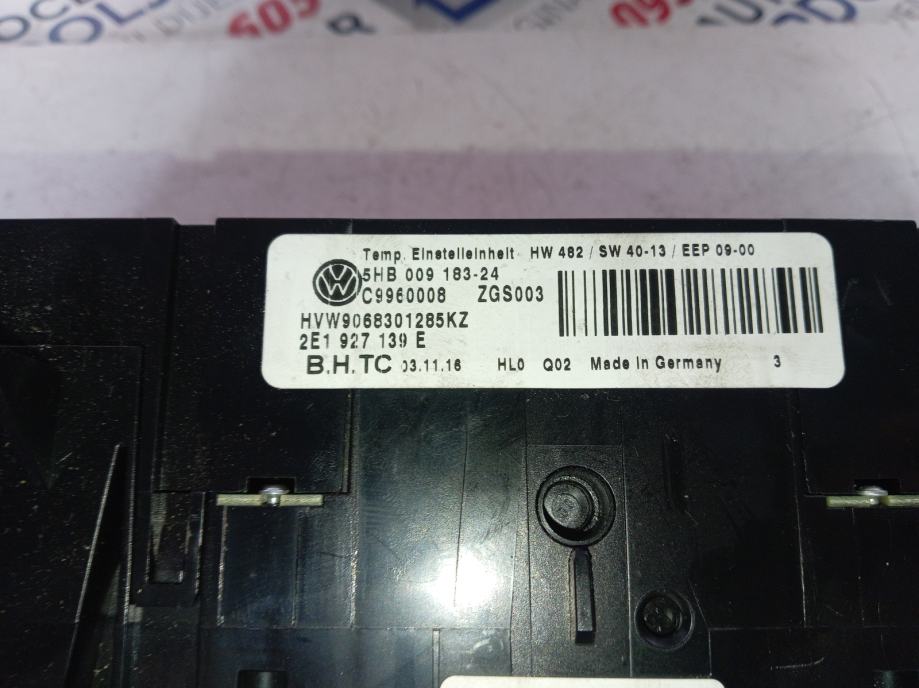 Temp. Einstelleinheit HW 482 / SW 40-13 / EEP 09-00
5HB 009 183-24
C9960008 ZGS003
HVW9068301285KZ
2E1 927 139 E
B.H.TC 03.11.16 HL0 Q02 Made in Germany 3